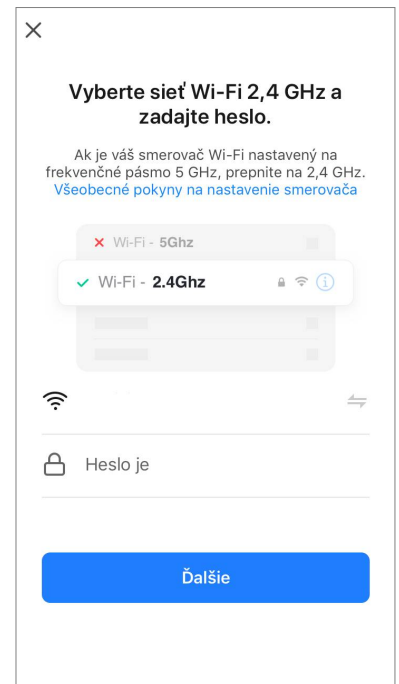 Vyberte sieť Wi-Fi 2,4 GHz a
zadajte heslo.
Ak je váš smerovač Wi-Fi nastavený na
frekvenčné pásmo 5 GHz, prepnite na 2,4 GHz.
Všeobecné pokyny na nastavenie smerovača
Wi-Fi - 5Ghz
Wi-Fi - 2.4Ghz
Heslo je
Ďalšie